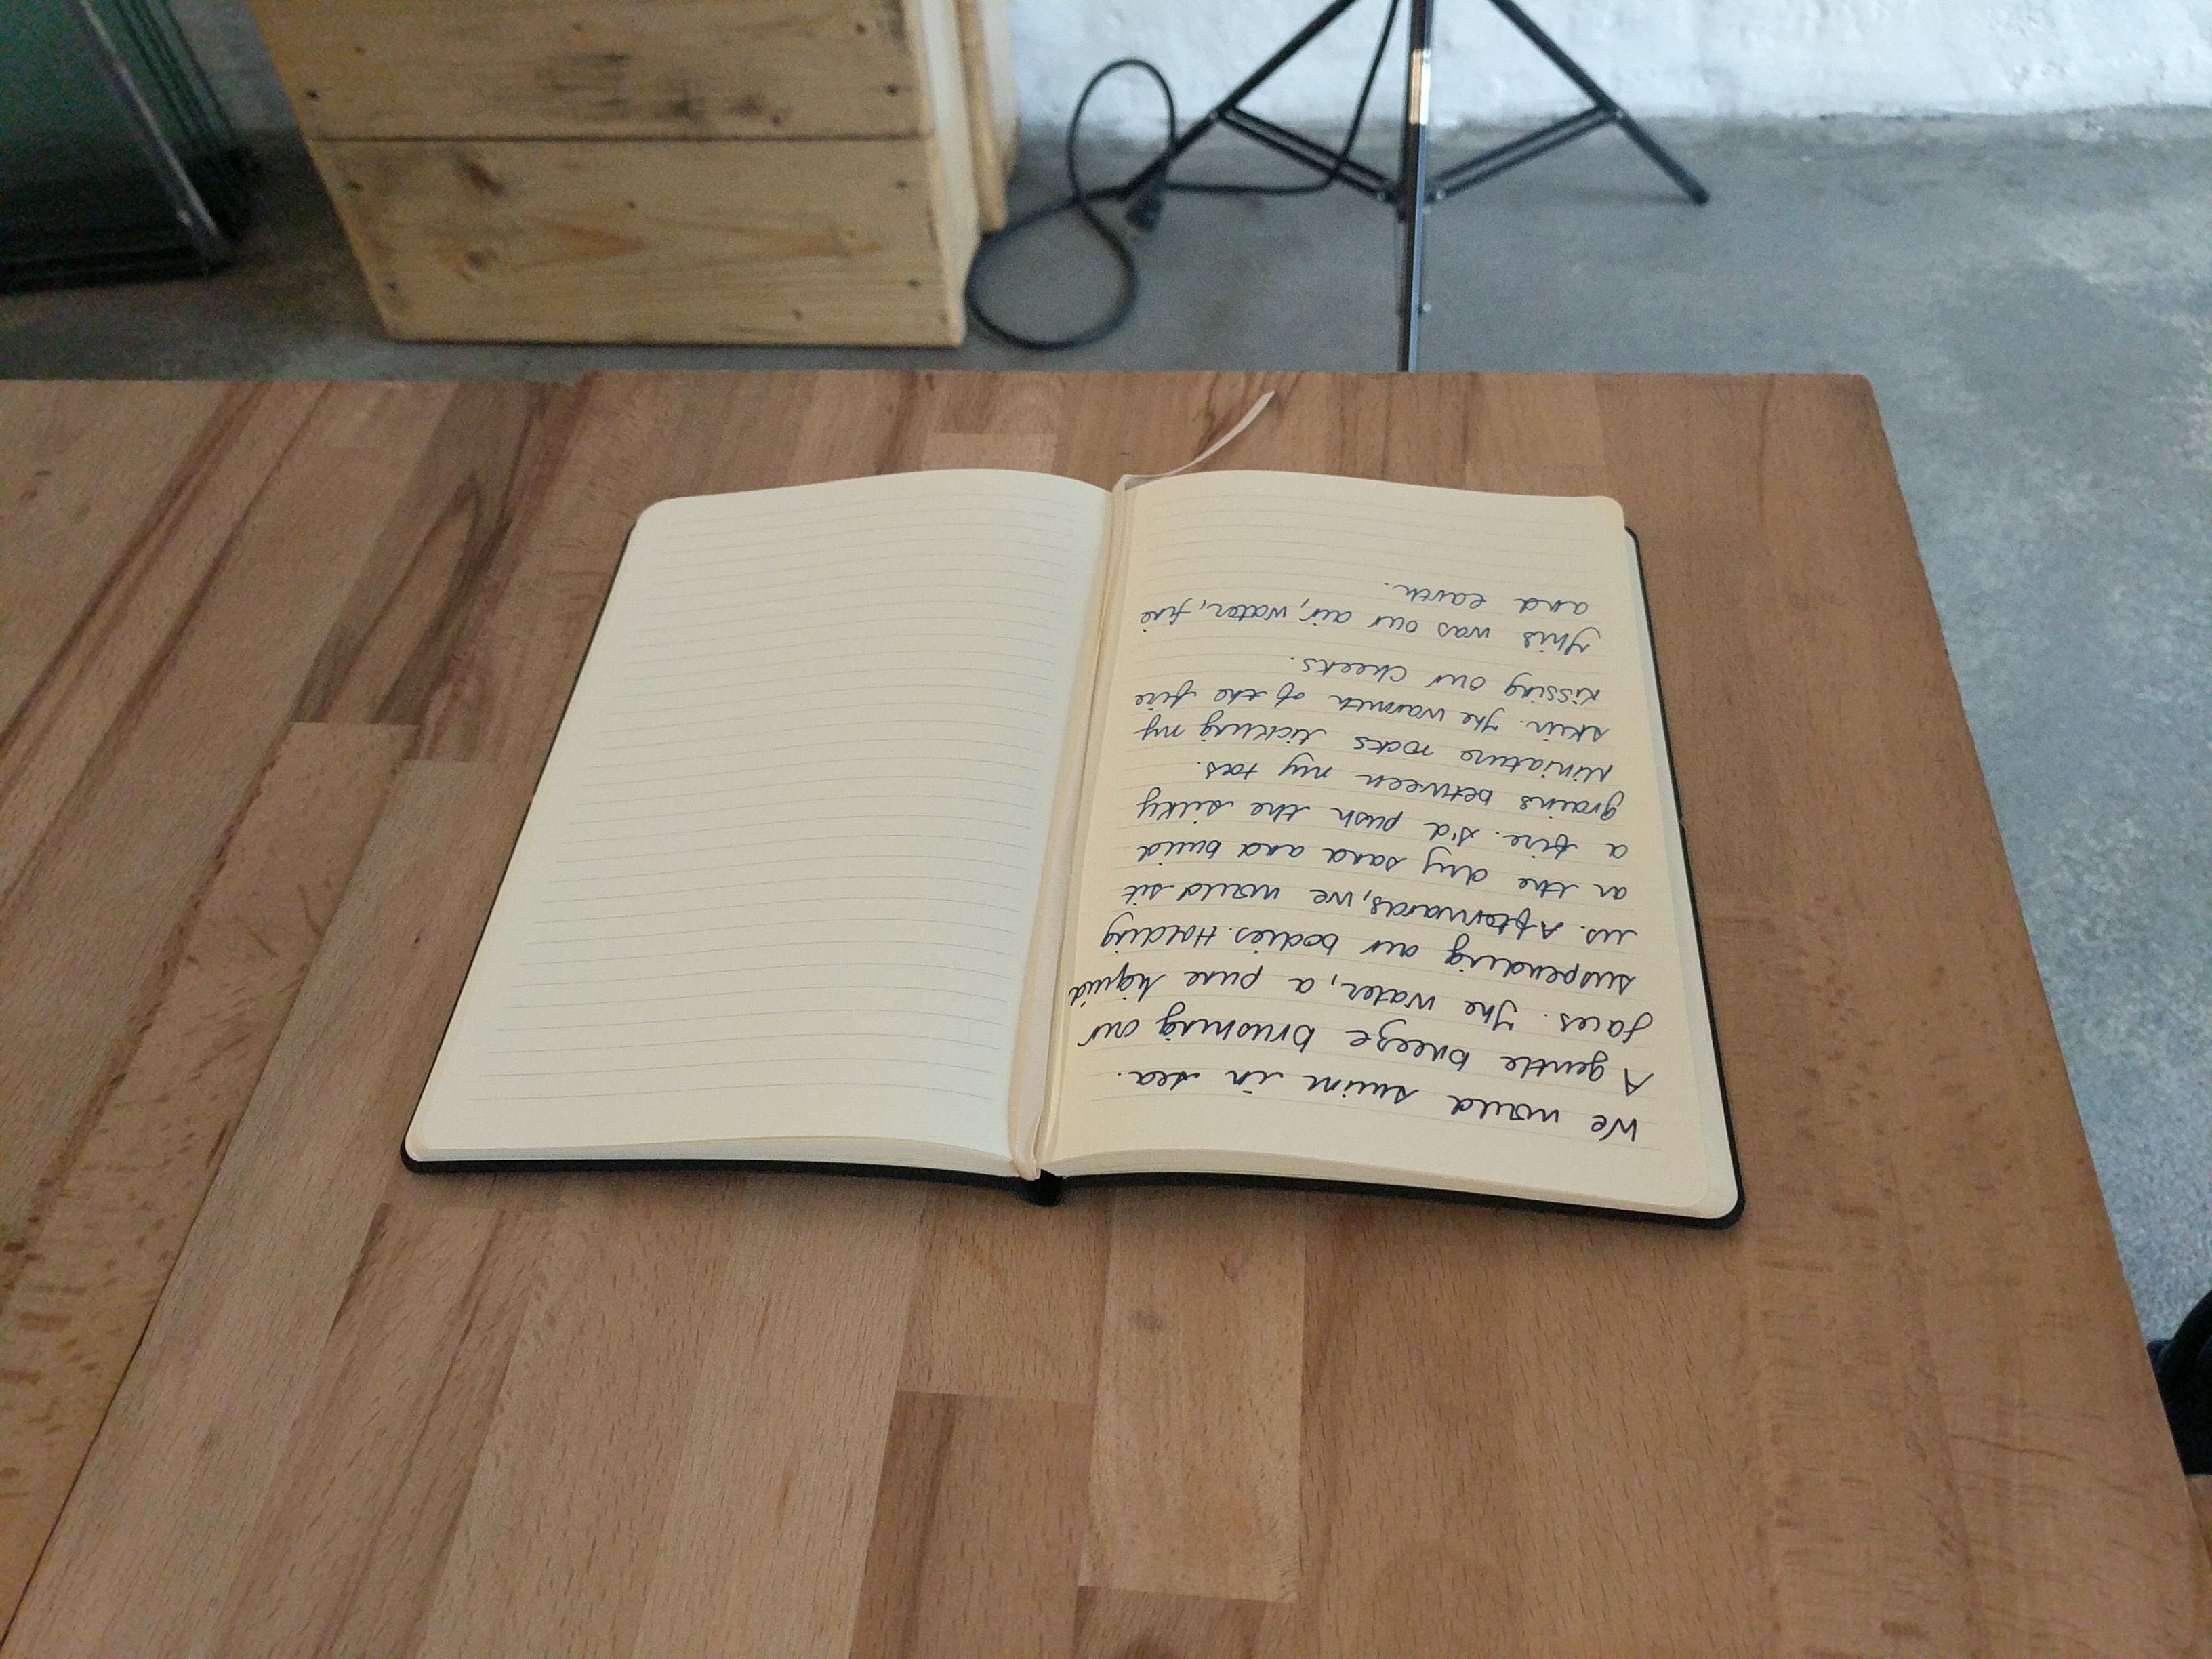 We would swim in sea.
A gentle breeze brushing our
faces. The water, a pure liquid
suspending our bodies. Holding
us. Afterwards, we would sit
on the dry sand and build
a fire. I'd push the silky
grains between my toes.
Miniature rocks tickling my
skin. The warmth of the fire
kissing our cheeks.
This was our air, water, fire
and earth.